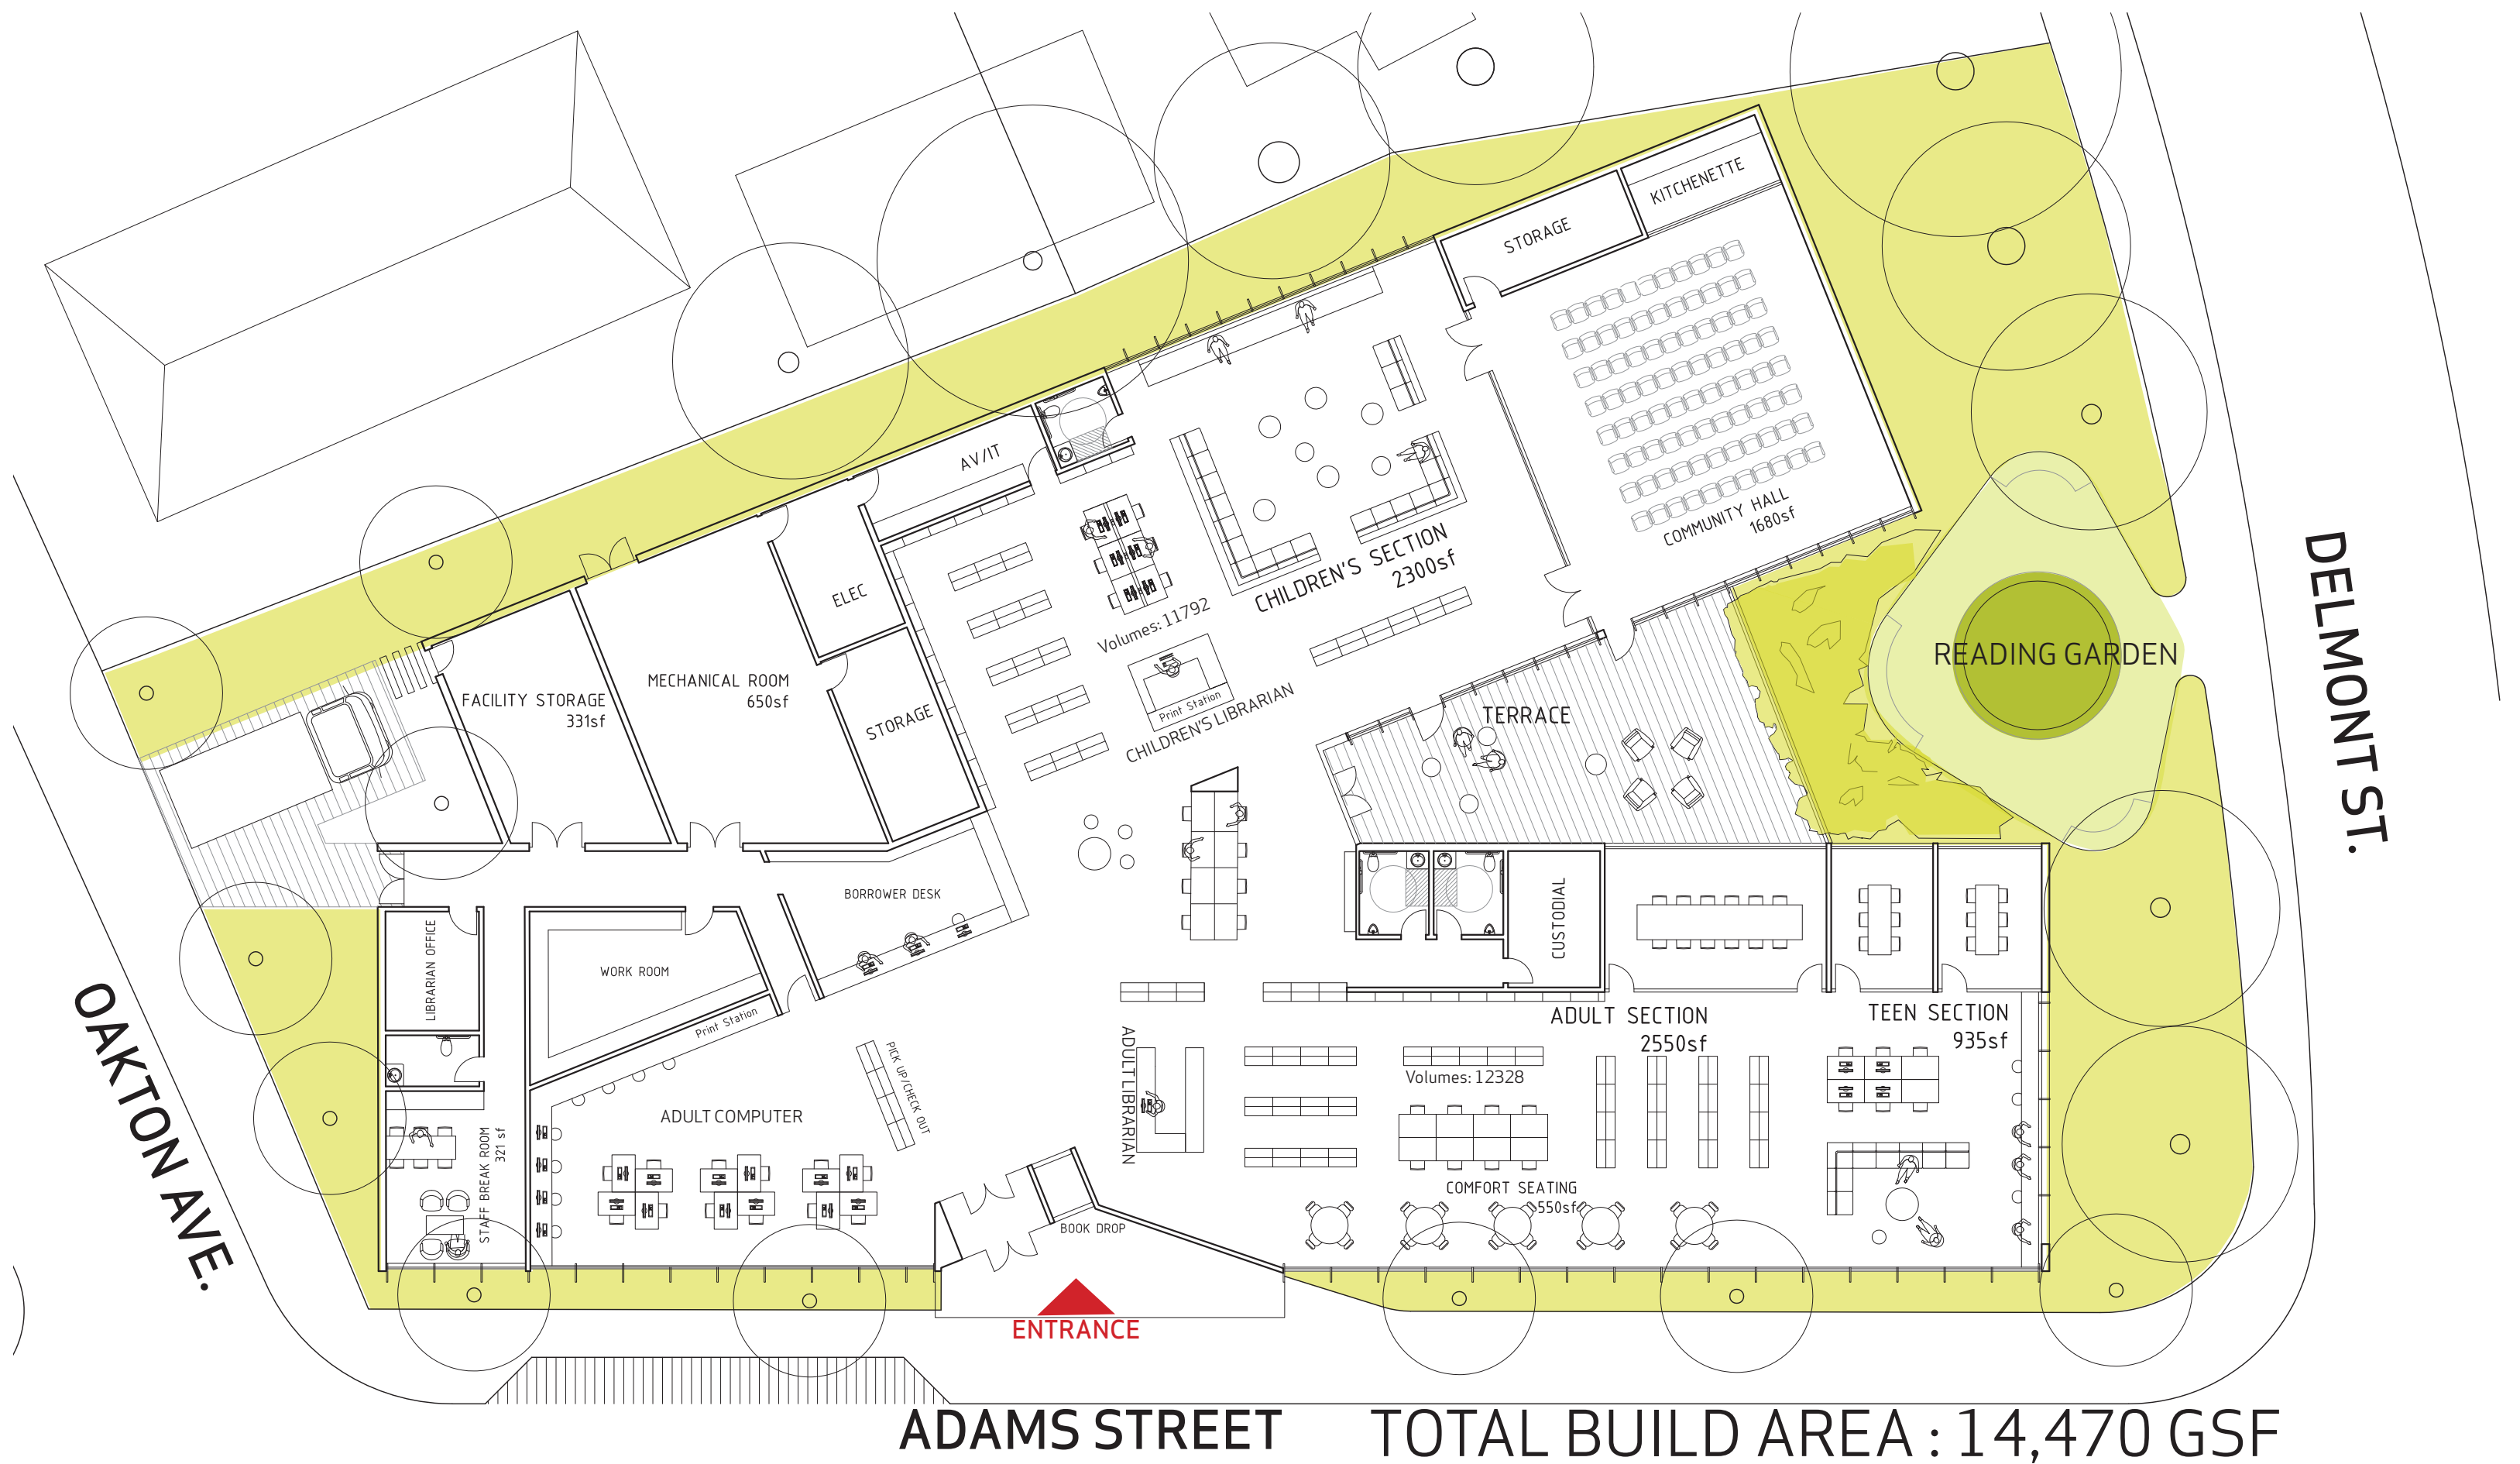 KITCHENETTE
STORAGE
AV/IT
COMMUNITY HALL
1680sf
CHILDREN'S SECTION
2300sf
ELEC
Volumes: 11792
READING GARDEN
DELMONT ST.
MECHANICAL ROOM
650sf
FACILITY STORAGE
331sf
STORAGE
Print Station
CHILDREN'S LIBRARIAN
TERRACE
BORROWER DESK
CUSTODIAL
LIBRARIAN OFFICE
WORK ROOM
Print Station
ADULT SECTION
2550sf
TEEN SECTION
935sf
OAKTON AVE.
PICK UP/CHECK OUT
ADULT LIBRARIAN
Volumes: 12328
ADULT COMPUTER
STAFF BREAK ROOM
321 sf
COMFORT SEATING
550sf
BOOK DROP
ENTRANCE
ADAMS STREET
TOTAL BUILD AREA : 14,470 GSF